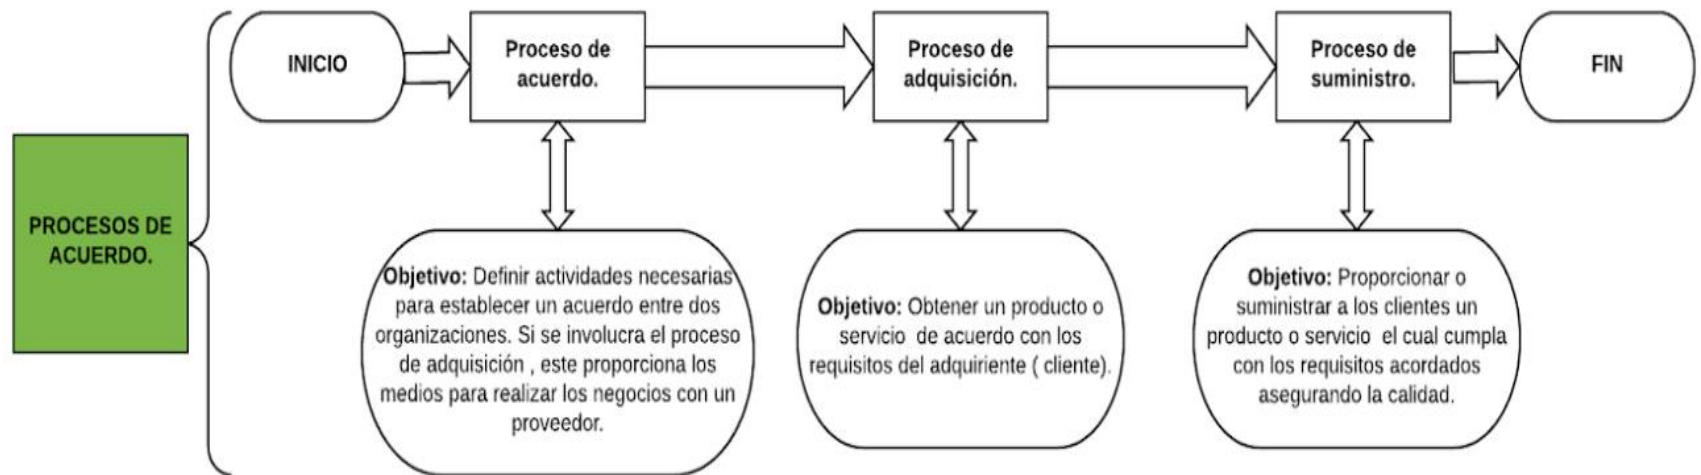 PROCESOS DE
ACUERDO.
INICIO
Proceso de
acuerdo.
Proceso de
adquisición.
Proceso de
suministro.
FIN
Objetivo: Definir actividades necesarias
para establecer un acuerdo entre dos
organizaciones. Si se involucra el proceso
de adquisición , este proporciona los
medios para realizar los negocios con un
proveedor.
Objetivo: Obtener un producto o
servicio de acuerdo con los
requisitos del adquiriente ( cliente).
Objetivo: Proporcionar o
suministrar a los clientes un
producto o servicio el cual cumpla
con los requisitos acordados
asegurando la calidad.